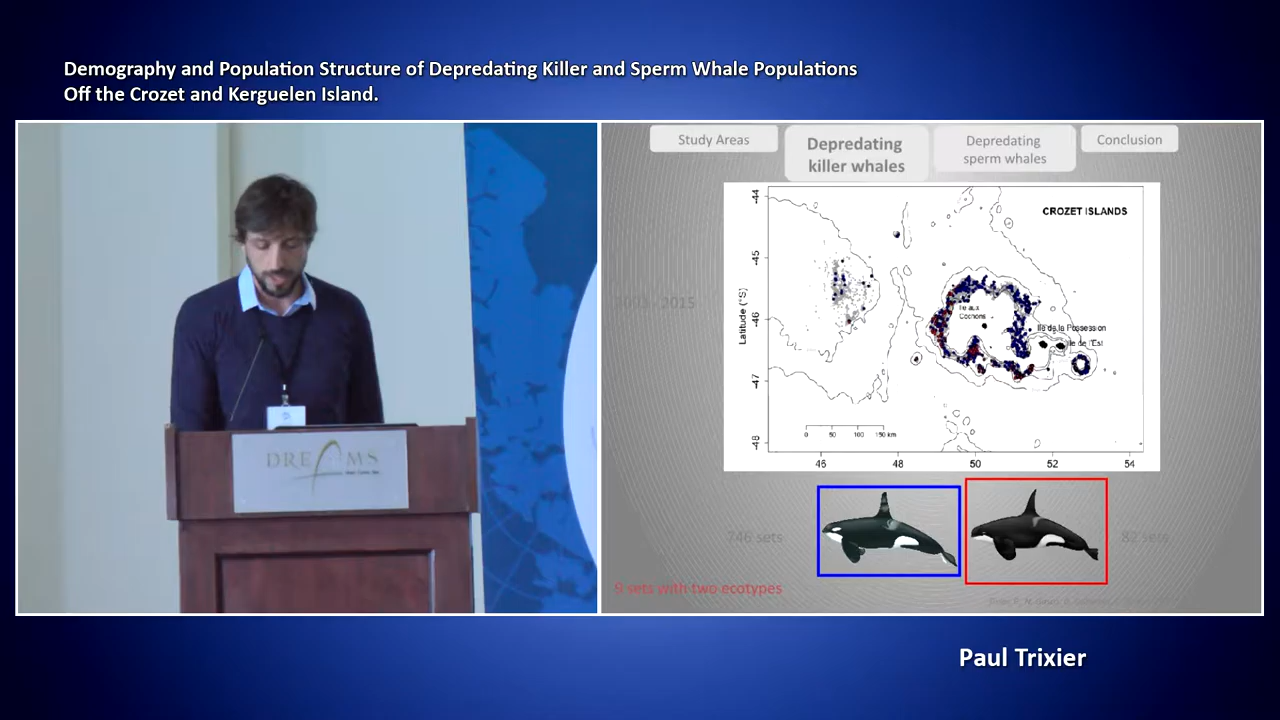 Demography and Population Structure of Depredating Killer and Sperm Whale Populations
Off the Crozet and Kerguelen Island.
DREAMS
Study Areas
Depredating
killer whales
Depredating
sperm whales
Conclusion
CROZET ISLANDS
Latitude (°S)
-44
-45
-46
-47
-48
Ile aux
Cochons
Ile de la Possession
Ile de l'Est
0 50 100 150 km
46 48 50 52 54
- 2015
746 sets
82 sets
9 sets with two ecotypes
Paul Trixier